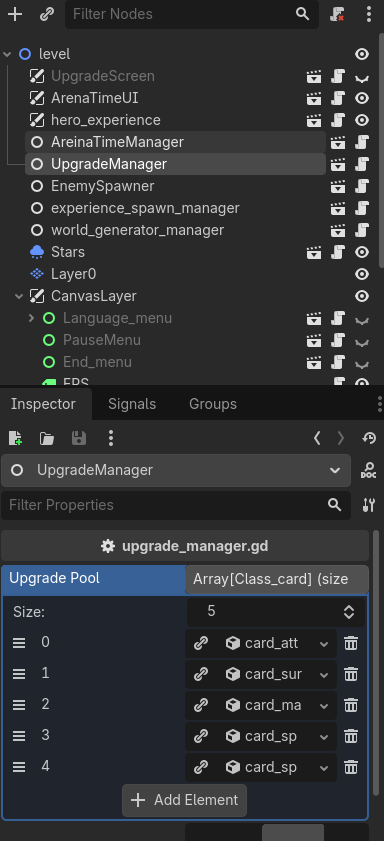 Filter Nodes
level
UpgradeScreen
ArenaTimeUI
hero_experience
AreinaTimeManager
UpgradeManager
EnemySpawner
experience_spawn_manager
world_generator_manager
Stars
Layer0
CanvasLayer
Language_menu
PauseMenu
End_menu
FPS
Inspector Signals Groups
UpgradeManager
Filter Properties
upgrade_manager.gd
Upgrade Pool Array[Class_card] (size
Size: 5
0 card_att
1 card_sur
2 card_ma
3 card_sp
4 card_sp
Add Element